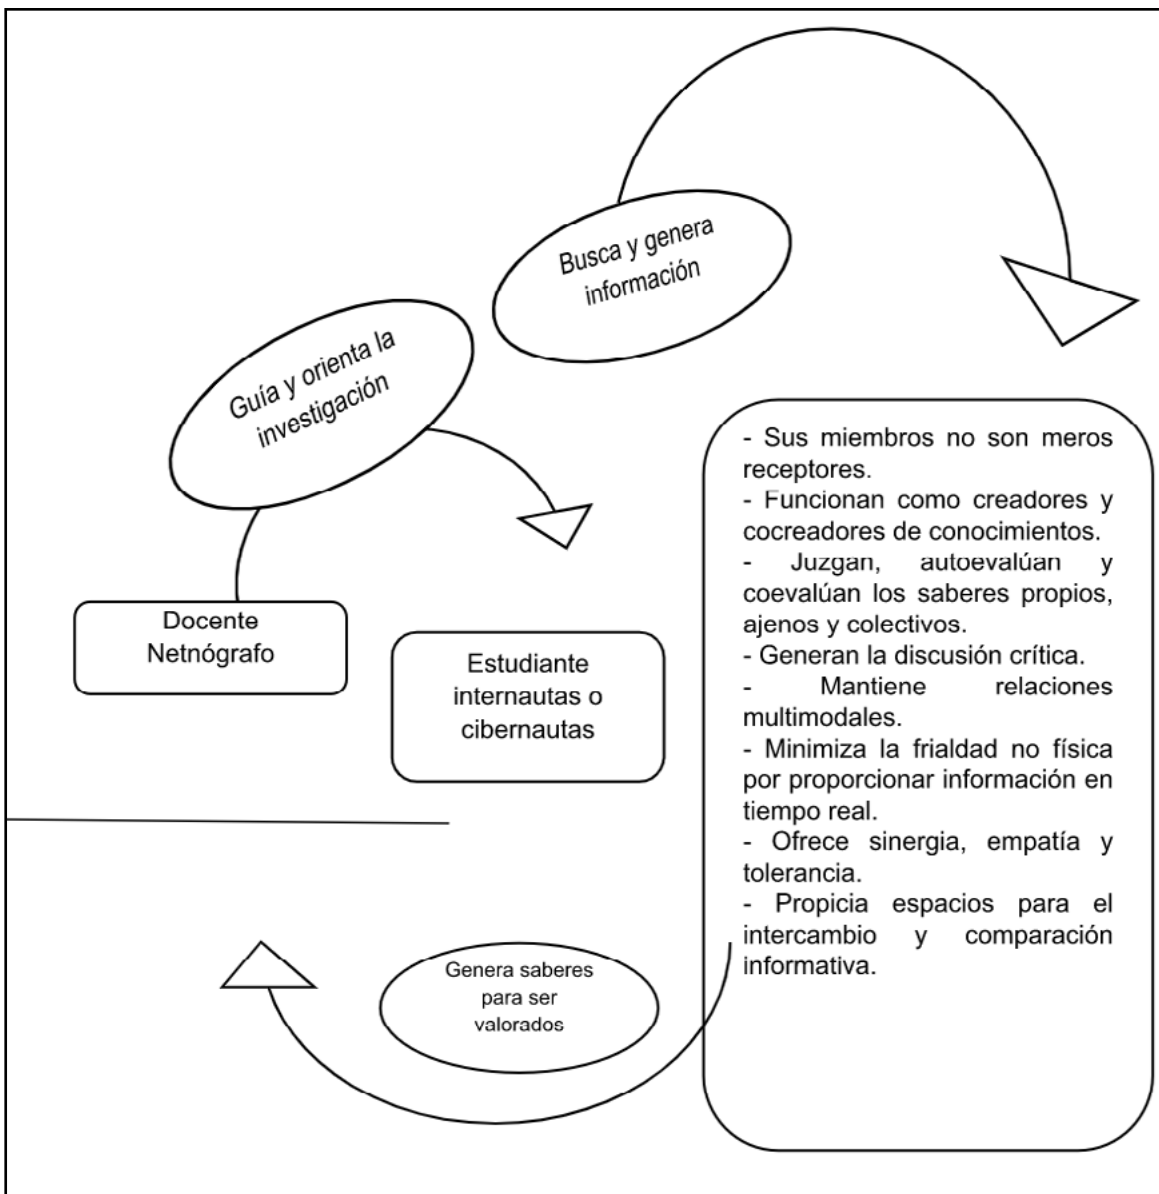 Busca y genera
información
Guía y orienta la
investigación
Docente
Netnógrafo
Estudiante
internautas o
cibernautas
- Sus miembros no son meros
receptores.
- Funcionan como creadores y
cocreadores de conocimientos.
- Juzgan, autoevalúan y
coevalúan los saberes propios,
ajenos y colectivos.
- Generan la discusión crítica.
- Mantiene relaciones
multimodales.
- Minimiza la frialdad no física
por proporcionar información en
tiempo real.
- Ofrece sinergia, empatía y
tolerancia.
- Propicia espacios para el
intercambio y comparación
informativa.
Genera saberes
para ser
valorados